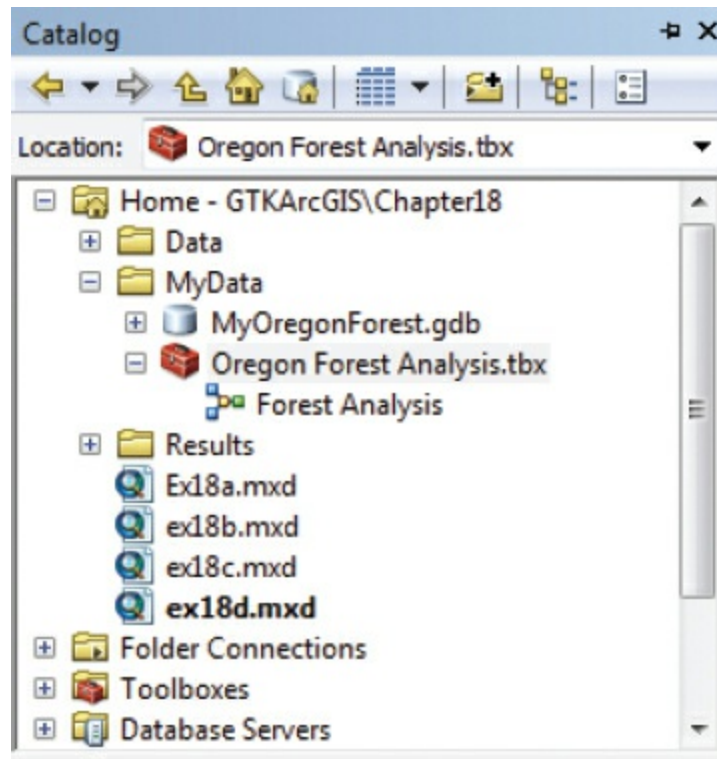 Catalog
Location: Oregon Forest Analysis.tbx
Home - GTKArcGIS\Chapter18
Data
MyData
MyOregonForest.gdb
Oregon Forest Analysis.tbx
Forest Analysis
Results
Ex18a.mxd
ex18b.mxd
ex18c.mxd
ex18d.mxd
Folder Connections
Toolboxes
Database Servers